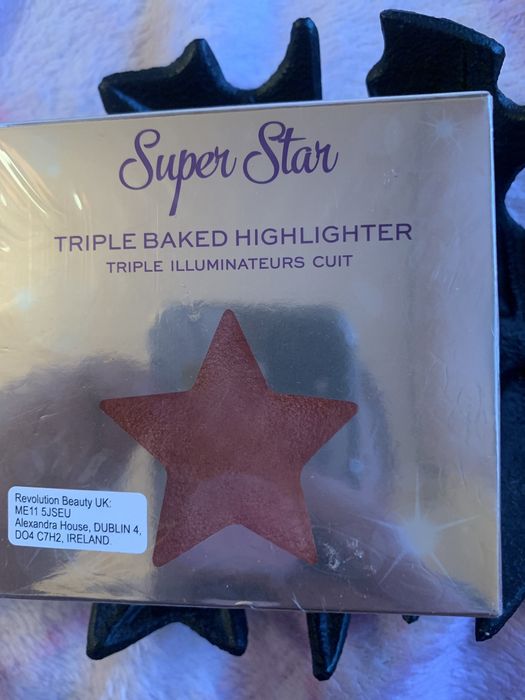 Super Star
TRIPLE BAKED HIGHLIGHTER
TRIPLE ILLUMINATEURS CUIT
Revolution Beauty UK:
ME11 5JSEU
Alexandra House, DUBLIN 4,
DO4 C7H2, IRELAND